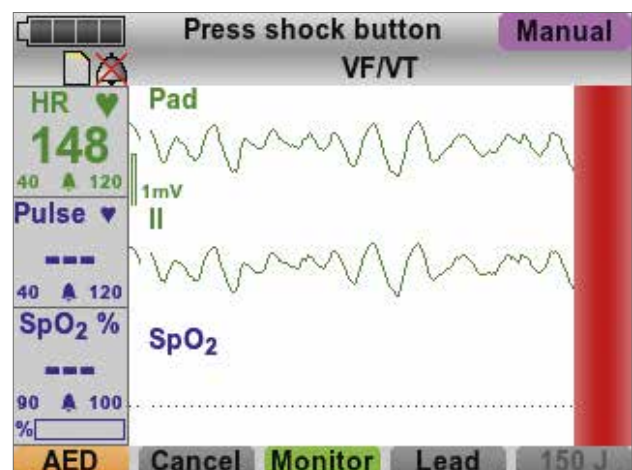 Press shock button Manual
VF/VT
HR ♥ Pad
148
40 120
1mV
Pulse ♥ II
---
40 120
SpO₂ % SpO₂
---
90 100
%
AED Cancel Monitor Lead 150 J